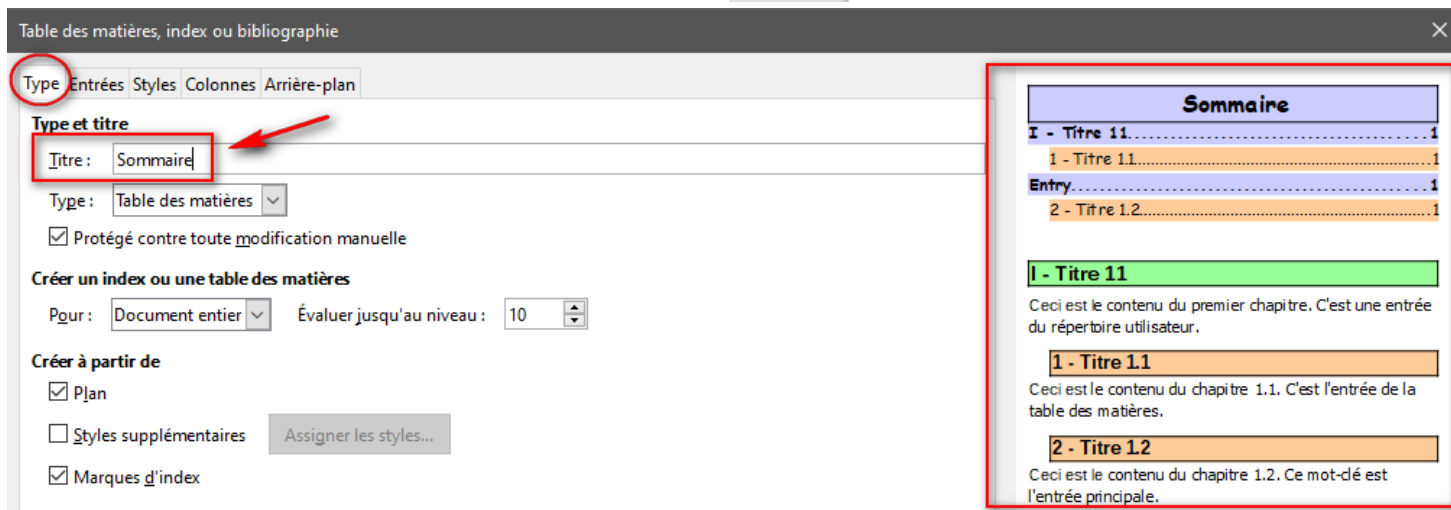 Table des matières, index ou bibliographie
Type Entrées Styles Colonnes Arrière-plan
Type et titre
Titre : Sommaire
Type : Table des matières
Protégé contre toute modification manuelle
Créer un index ou une table des matières
Pour : Document entier Évaluer jusqu'au niveau : 10
Créer à partir de
Plan
Styles supplémentaires Assigner les styles...
Marques d'index
Sommaire
I - Titre 11......................................1
1 - Titre 1.1......................................1
Entry......................................1
2 - Titre 1.2......................................1
I - Titre 11
Ceci est le contenu du premier chapitre. C'est une entrée
du répertoire utilisateur.
1 - Titre 1.1
Ceci est le contenu du chapitre 1.1. C'est l'entrée de la
table des matières.
2 - Titre 1.2
Ceci est le contenu du chapitre 1.2. Ce mot-clé est
l'entrée principale.